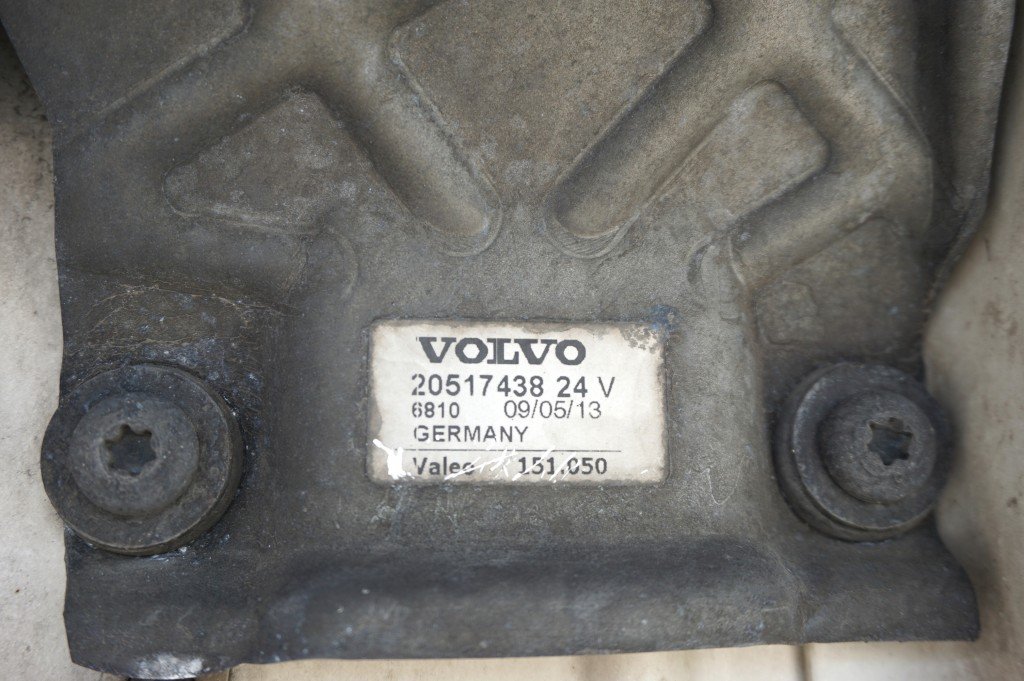 VOLVO
20517438 24 V
6810 09/05/13
GERMANY
Valeo 151.050